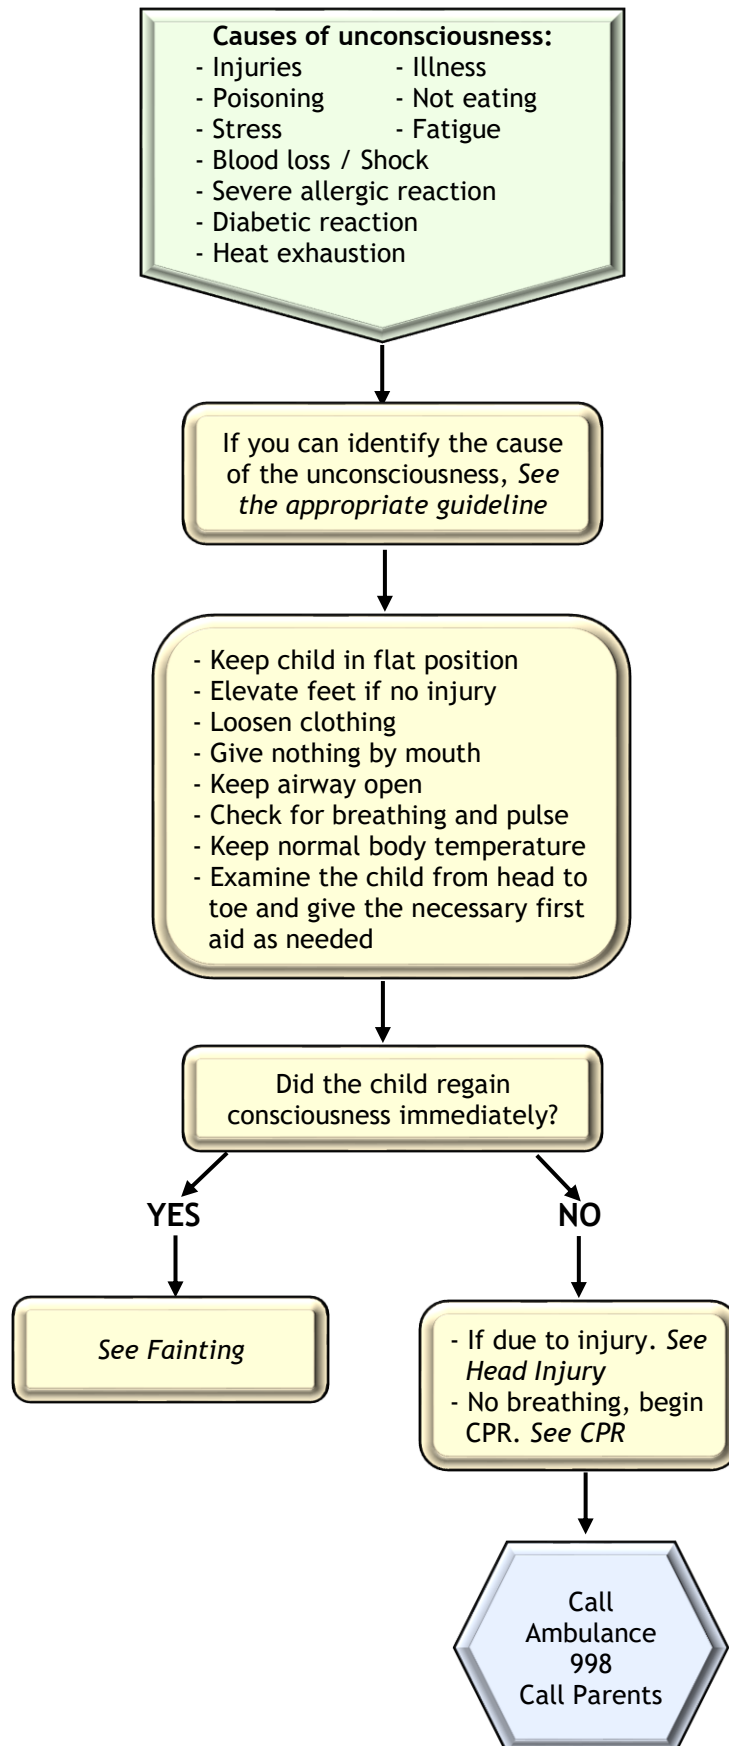 Causes of unconsciousness:
- Injuries - Illness
- Poisoning - Not eating
- Stress - Fatigue
- Blood loss / Shock
- Severe allergic reaction
- Diabetic reaction
- Heat exhaustion
If you can identify the cause
of the unconsciousness, See
the appropriate guideline
- Keep child in flat position
- Elevate feet if no injury
- Loosen clothing
- Give nothing by mouth
- Keep airway open
- Check for breathing and pulse
- Keep normal body temperature
- Examine the child from head to
toe and give the necessary first
aid as needed
Did the child regain
consciousness immediately?
YES
NO
See Fainting
- If due to injury. See
Head Injury
- No breathing, begin
CPR. See CPR
Call
Ambulance
998
Call Parents